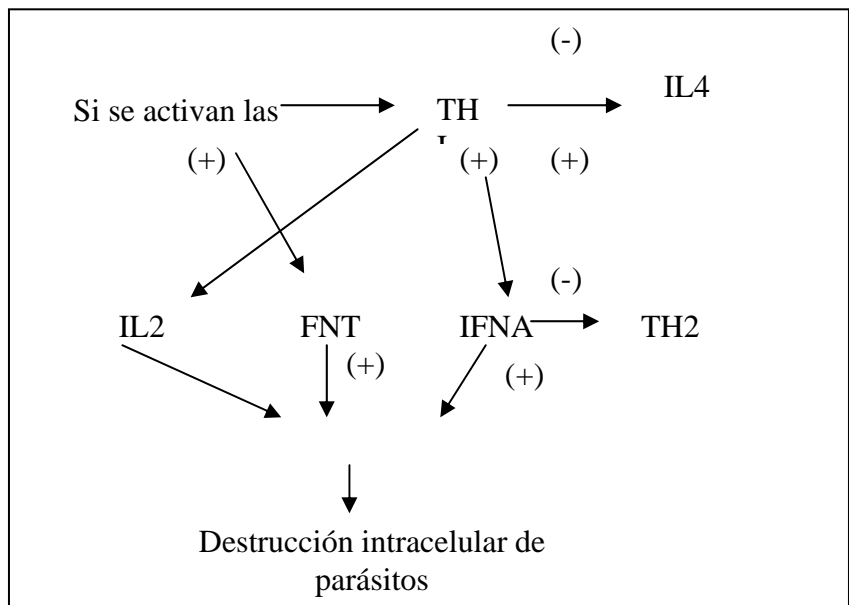 (-)
IL4
Si se activan las
TH
(+)
(+)
(+)
(-)
IL2
FNT
IFNA
TH2
(+)
(+)
Destrucción intracelular de
parásitos